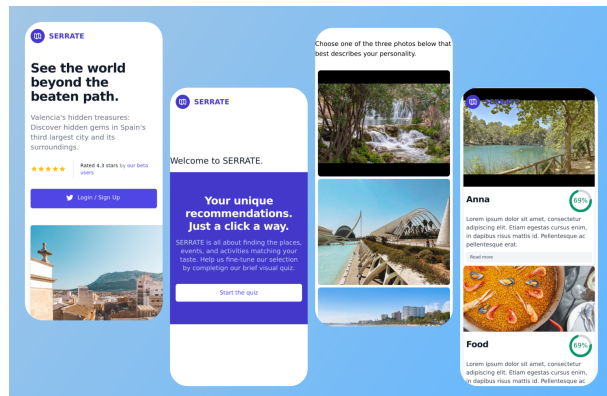 SERRATE
See the world
beyond the
beaten path.
Valencia's hidden treasures:
Discover hidden gems in Spain's
third largest city and its
surroundings.
Rated 4.3 stars by our beta
users
Login / Sign Up
SERRATE
Welcome to SERRATE.
Your unique
recommendations.
Just a click a way.
SERRATE is all about finding the places,
events, and activities matching your
taste. Help us fine-tune our selection
by completign our brief visual quiz.
Start the quiz
Choose one of the three photos below that
best describes your personality.
SERRATE
Anna
69%
Lorem ipsum dolor sit amet, consectetur
adipiscing elit. Etiam egestas cursus enim,
in dapibus risus mattis id. Pellentesque ac
pellentesque erat.
Read more
Food
69%
Lorem ipsum dolor sit amet, consectetur
adipiscing elit. Etiam egestas cursus enim,
in dapibus risus mattis id. Pellentesque ac